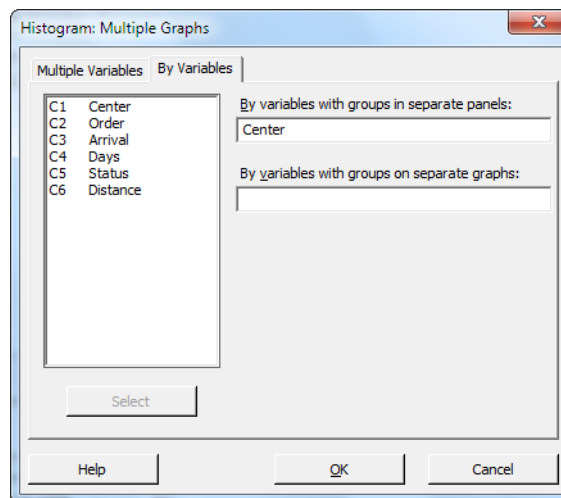 Histogram: Multiple Graphs
Multiple Variables By Variables
C1 Center
C2 Order
C3 Arrival
C4 Days
C5 Status
C6 Distance
By variables with groups in separate panels:
Center
By variables with groups on separate graphs:
Select
Help OK Cancel